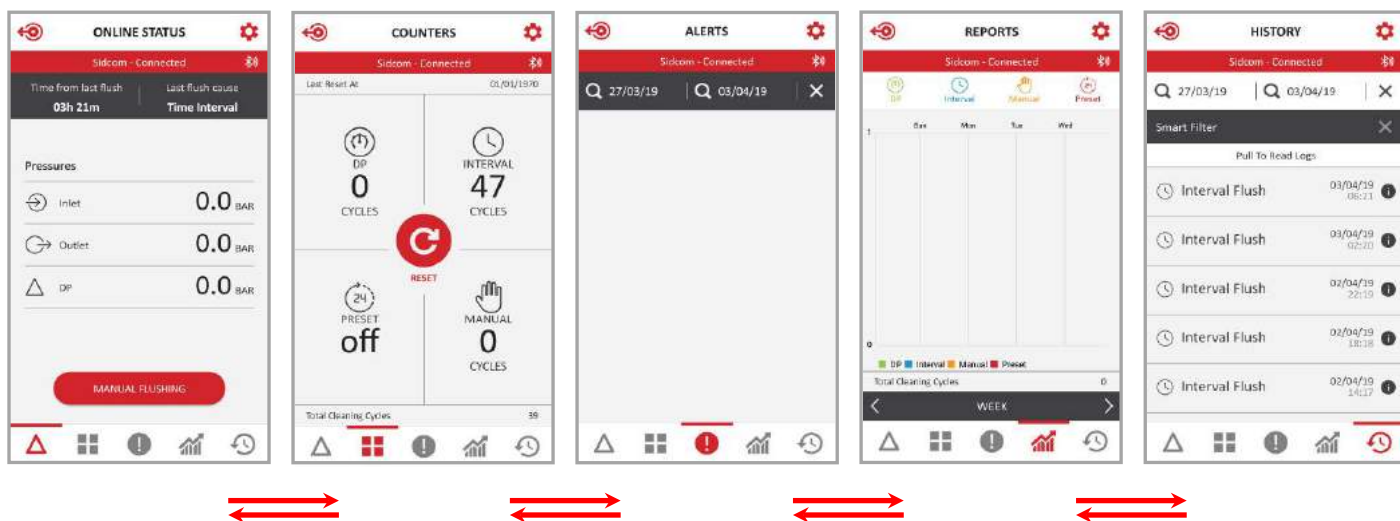 ONLINE STATUS
Sidcom - Connected
Time from last flush
03h 21m
Last flush cause
Time Interval
Pressures
Inlet
0.0 BAR
Outlet
0.0 BAR
DP
0.0 BAR
MANUAL FLUSHING
COUNTERS
Sidcom - Connected
Last Reset At
01/01/1970
DP
0
CYCLES
INTERVAL
47
CYCLES
RESET
24
PRESET
off
MANUAL
0
CYCLES
Total Cleaning Cycles
39
ALERTS
Sidcom - Connected
27/03/19
03/04/19
REPORTS
Sidcom - Connected
DP
Interval
Manual
Preset
Sun Mon Tue Wed
1
0
DP Interval Manual Preset
Total Cleaning Cycles
0
WEEK
HISTORY
Sidcom - Connected
27/03/19
03/04/19
Smart Filter
Pull To Read Logs
Interval Flush
03/04/19
06:21
Interval Flush
03/04/19
02:20
Interval Flush
02/04/19
22:19
Interval Flush
02/04/19
18:18
Interval Flush
02/04/19
14:17